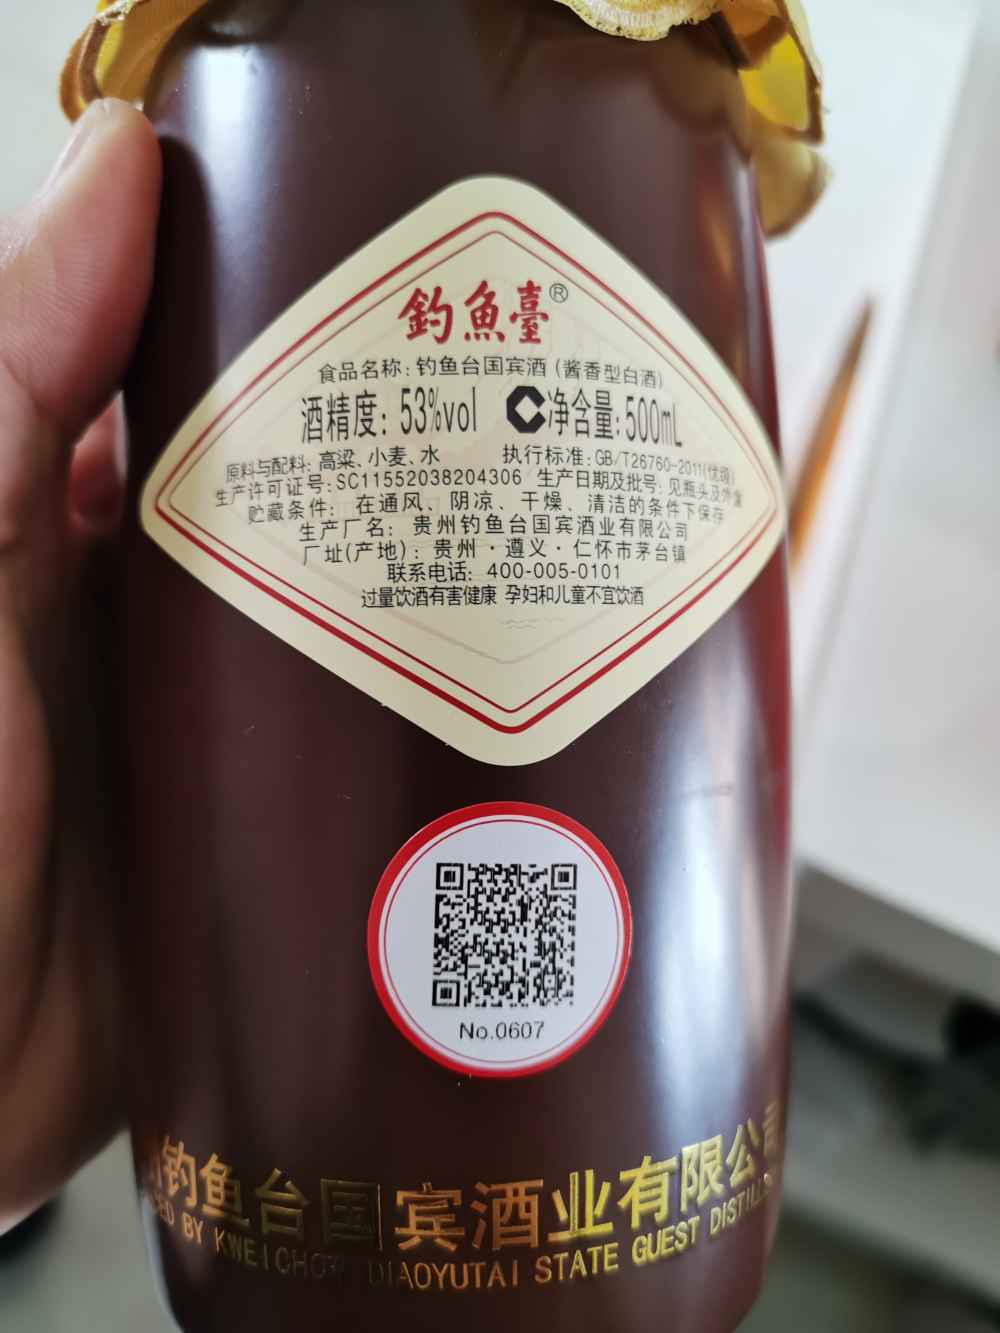 釣魚臺®
食品名称:钓鱼台国宾酒(酱香型白酒)
酒精度:53%vol 净含量:500mL
原料与配料:高粱、小麦、水 执行标准:GB/T26760-2011(优级)
生产许可证号:SC11552038204306 生产日期及批号:见瓶头及外盒
贮藏条件:在通风、阴凉、干燥、清洁的条件下保存
生产厂名:贵州钓鱼台国宾酒业有限公司
厂址(产地):贵州·遵义·仁怀市茅台镇
联系电话:400-005-0101
过量饮酒有害健康 孕妇和儿童不宜饮酒
No.0607
钓鱼台国宾酒业有限公司
BY KWEICHOW DIAOYUTAI STATE GUEST